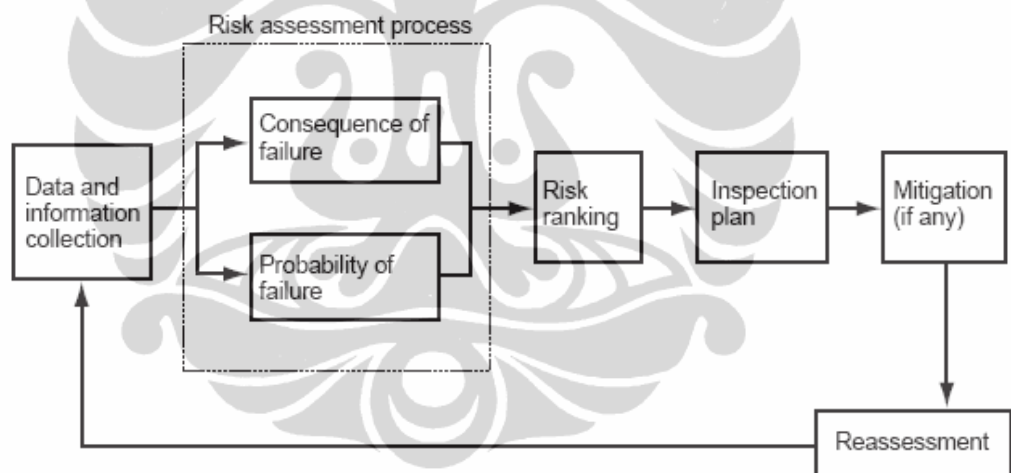 Risk assessment process
Consequence of
failure
Data and
information
collection
Probability of
failure
Risk
ranking
Inspection
plan
Mitigation
(if any)
Reassessment